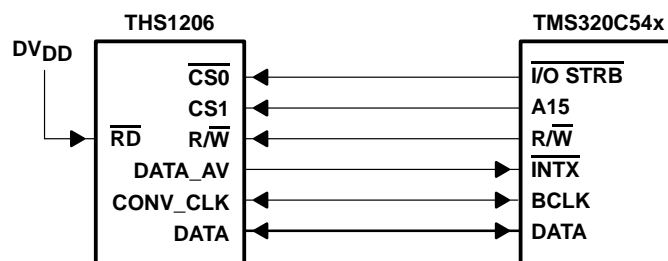 THS1206 TMS320C54x
DVDD
CS0 I/O STRB
CS1 A15
RD R/W R/W
DATA_AV INTX
CONV_CLK BCLK
DATA DATA